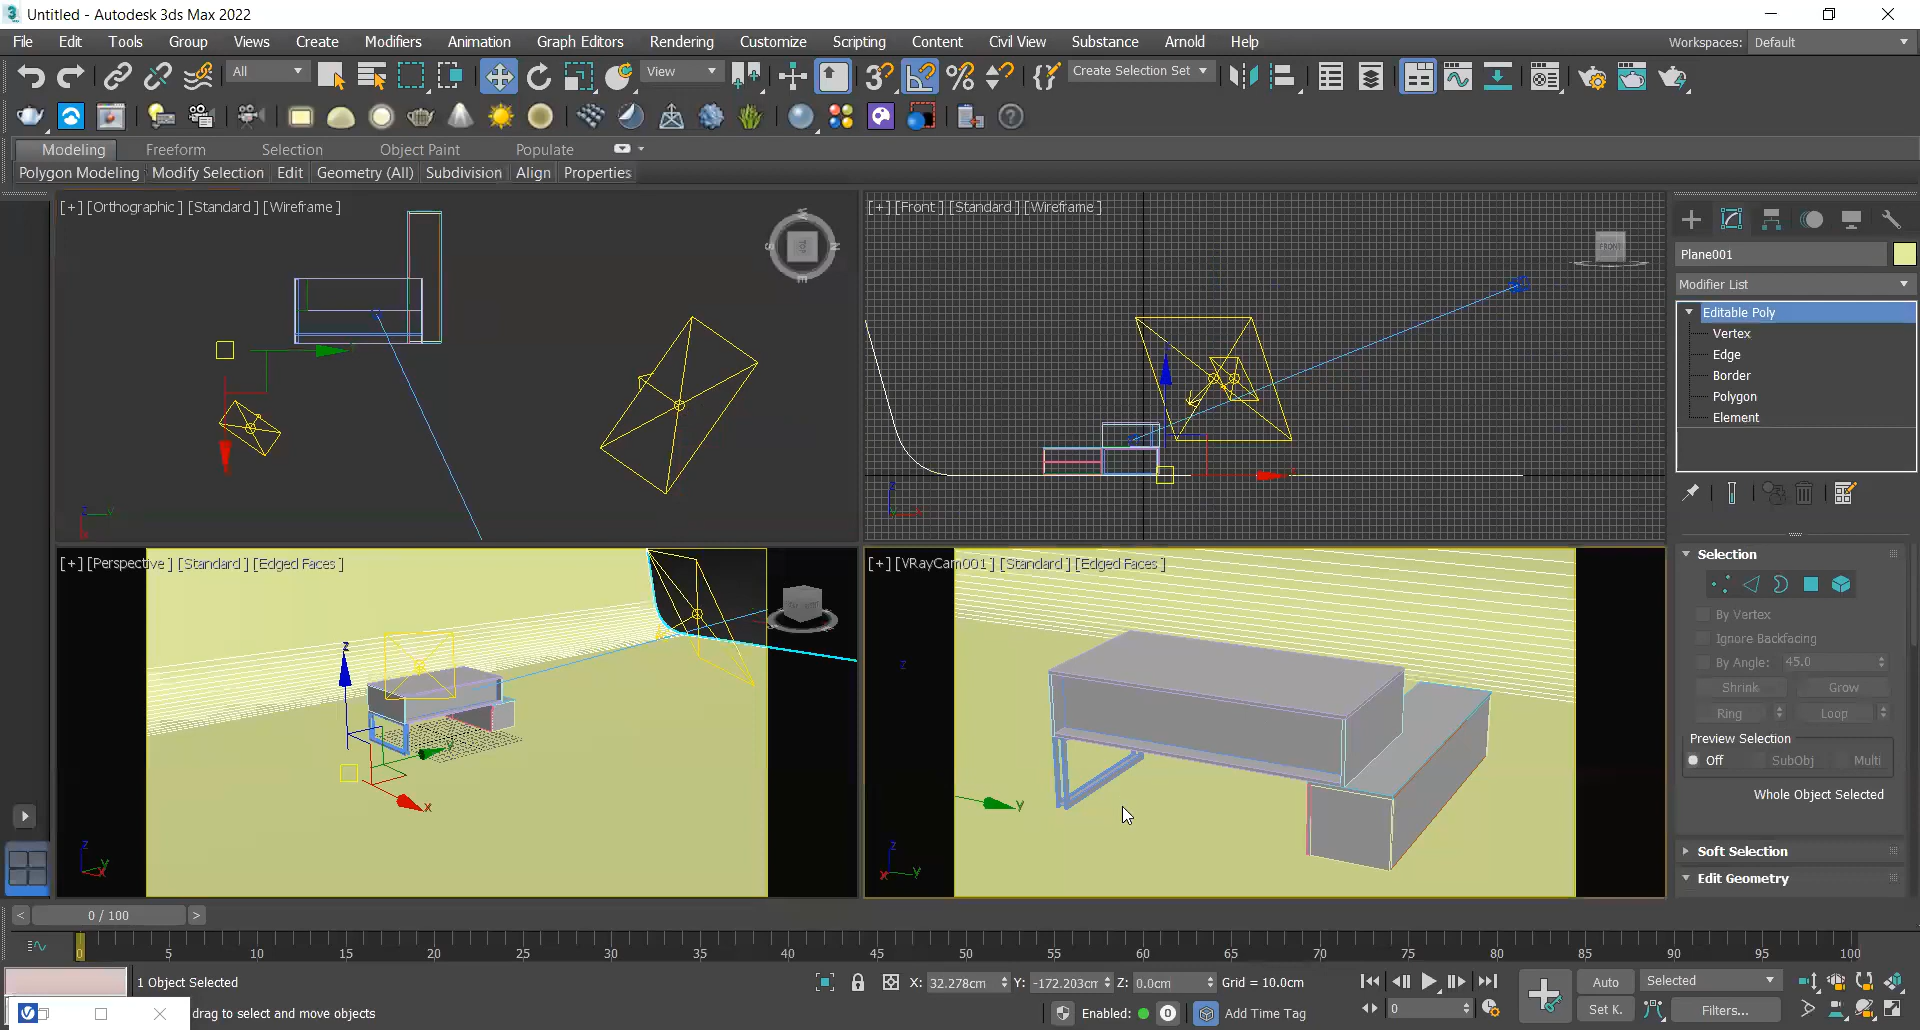 Untitled - Autodesk 3ds Max 2022
File Edit Tools Group Views Create Modifiers Animation Graph Editors Rendering Customize Scripting Content Civil View Substance Arnold Help Workspaces: Default
All View Create Selection Set
Modeling Freeform Selection Object Paint Populate
Polygon Modeling Modify Selection Edit Geometry (All) Subdivision Align Properties
[+] [Orthographic ] [Standard ] [Wireframe ]
[+] [Front ] [Standard ] [Wireframe ]
TOP
FRONT
Plane001
Modifier List
Editable Poly
Vertex
Edge
Border
Polygon
Element
[+] [Perspective ] [Standard ] [Edged Faces ]
[+] [VRayCam001 ] [Standard ] [Edged Faces ]
Selection
By Vertex
Ignore Backfacing
By Angle: 45.0
Shrink Grow
Ring Loop
Preview Selection
Off SubObj Multi
Whole Object Selected
Soft Selection
Edit Geometry
< 0 / 100 >
0 5 10 15 20 25 30 35 40 45 50 55 60 65 70 75 80 85 90 95 100
1 Object Selected X: 32.278cm Y: -172.203cm Z: 0.0cm Grid = 10.0cm Auto Selected
drag to select and move objects Enabled: 0 Add Time Tag 0 Set K. Filters...